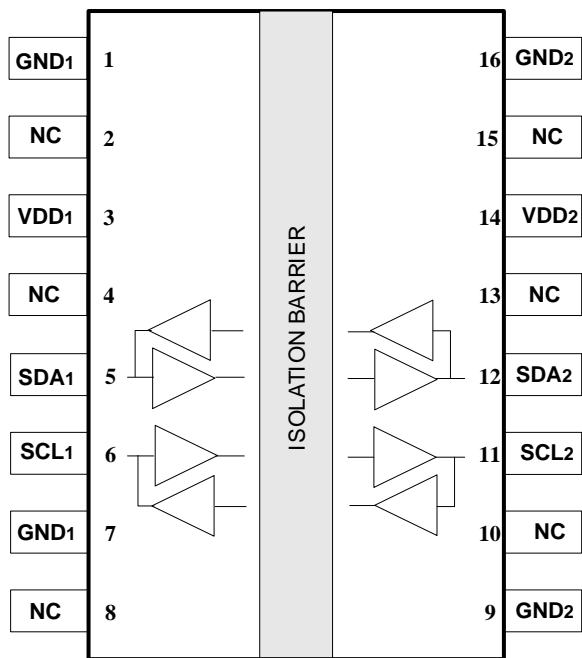 GND1 1 16 GND2
NC 2 15 NC
VDD1 3 14 VDD2
NC 4 13 NC
SDA1 5 12 SDA2
SCL1 6 11 SCL2
GND1 7 10 NC
NC 8 9 GND2
ISOLATION BARRIER